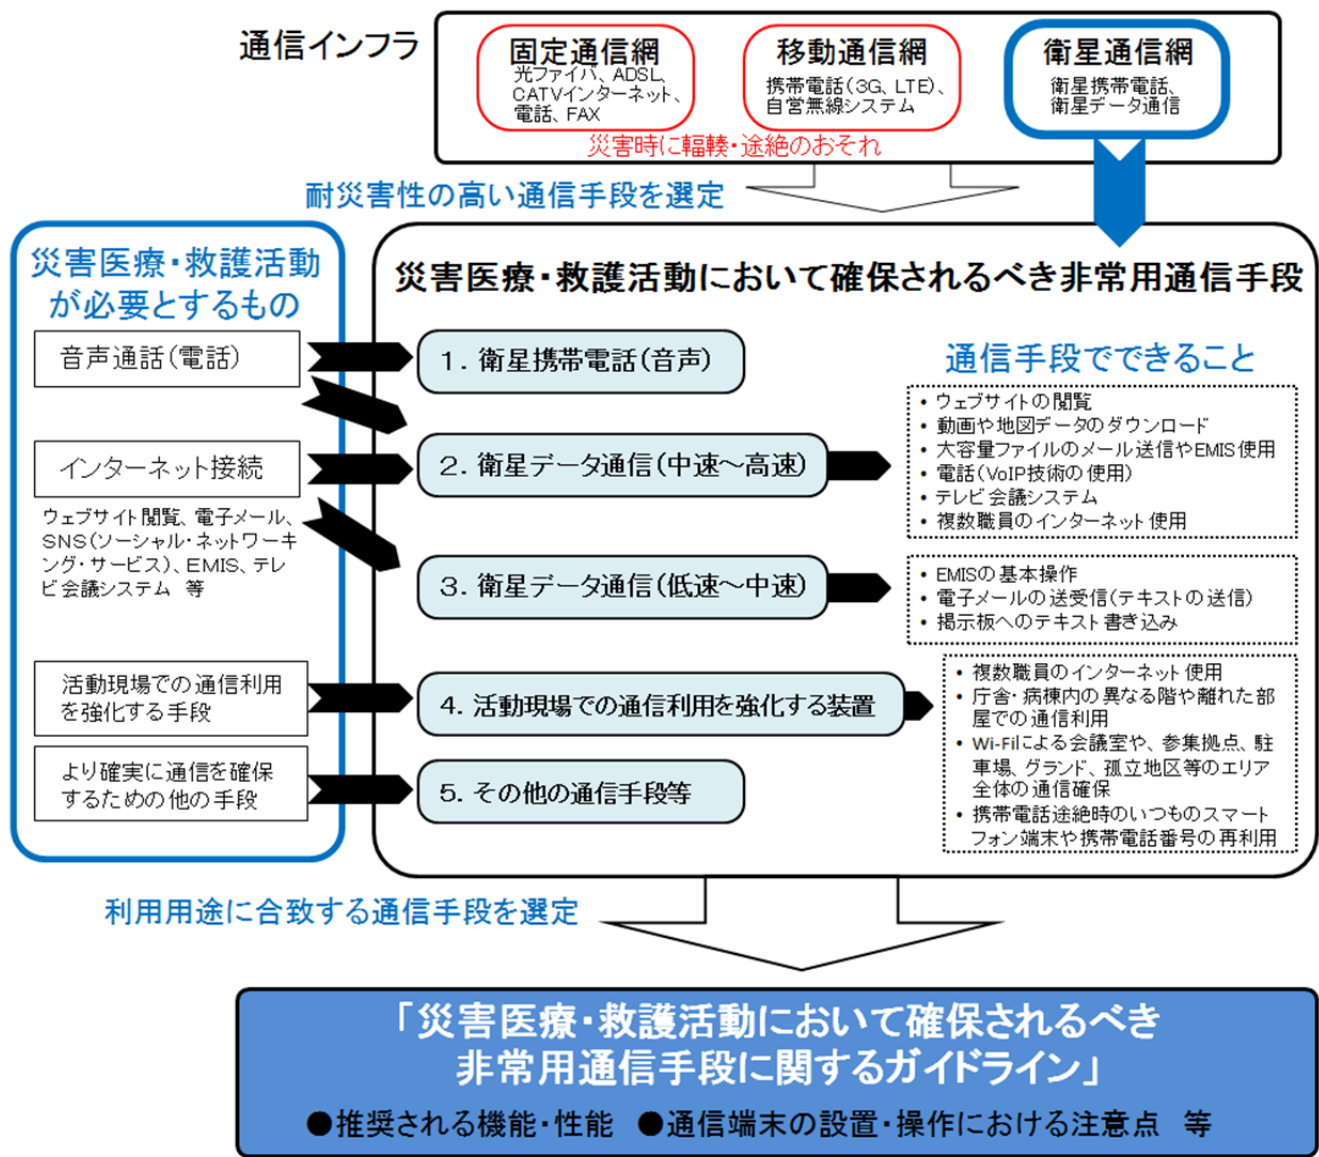 通信インフラ
固定通信網
光ファイバ、ADSL、
CATVインターネット、
電話、FAX
移動通信網
携帯電話(3G、LTE)、
自営無線システム
衛星通信網
衛星携帯電話、
衛星データ通信
災害時に輻輳・途絶のおそれ
耐災害性の高い通信手段を選定
災害医療・救護活動
が必要とするもの
音声通話(電話)
インターネット接続
ウェブサイト閲覧、電子メール、
SNS(ソーシャル・ネットワーキ
ング・サービス)、EMIS、テレ
ビ会議システム 等
活動現場での通信利用
を強化する手段
より確実に通信を確保
するための他の手段
災害医療・救護活動において確保されるべき非常用通信手段
1. 衛星携帯電話(音声)
2. 衛星データ通信(中速～高速)
3. 衛星データ通信(低速～中速)
4. 活動現場での通信利用を強化する装置
5. その他の通信手段等
通信手段でできること
• ウェブサイトの閲覧
• 動画や地図データのダウンロード
• 大容量ファイルのメール送信やEMIS使用
• 電話(VoIP技術の使用)
• テレビ会議システム
• 複数職員のインターネット使用
• EMISの基本操作
• 電子メールの送受信(テキストの送信)
• 掲示板へのテキスト書き込み
• 複数職員のインターネット使用
• 庁舎・病棟内の異なる階や離れた部
屋での通信利用
• Wi-Fiによる会議室や、参集拠点、駐
車場、グランド、孤立地区等のエリア
全体の通信確保
• 携帯電話途絶時のいつものスマート
フォン端末や携帯電話番号の再利用
利用用途に合致する通信手段を選定
「災害医療・救護活動において確保されるべき
非常用通信手段に関するガイドライン」
●推奨される機能・性能 ●通信端末の設置・操作における注意点 等